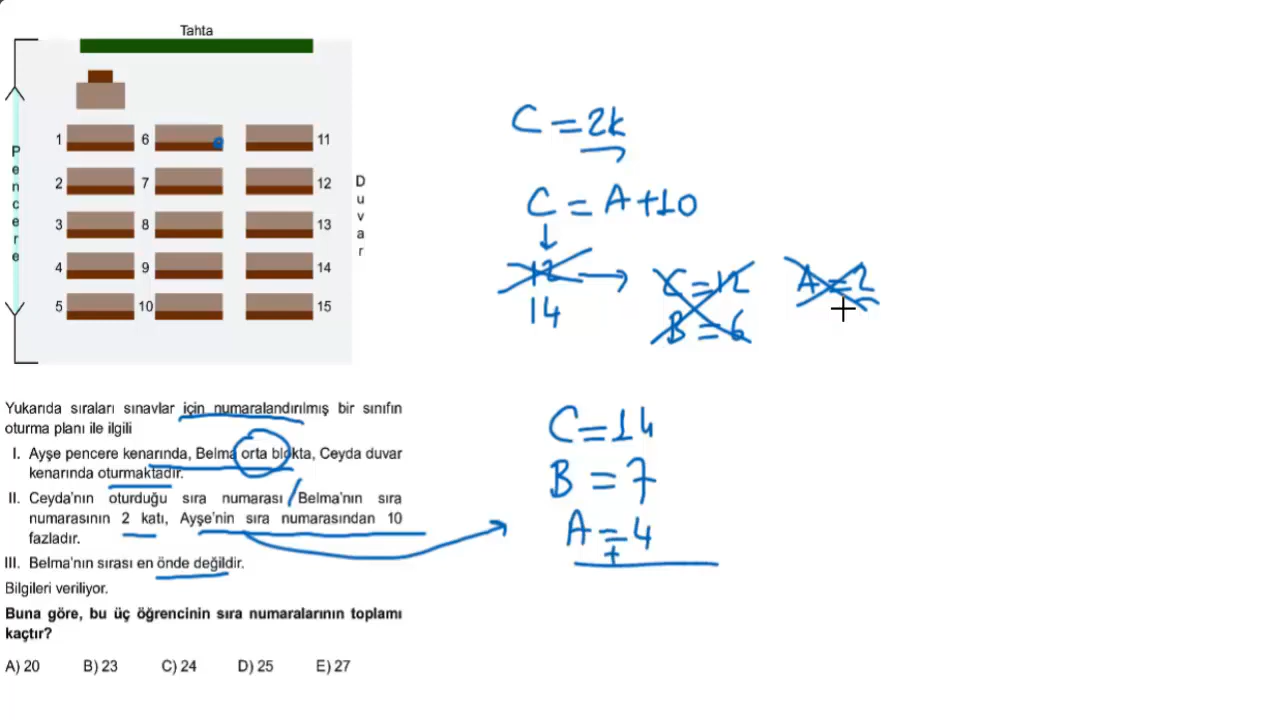 Tahta
Pencere
1 6 11
2 7 12
3 8 13
4 9 14
5 10 15
Duvar
Yukarıda sıraları sınavlar için numaralandırılmış bir sınıfın
oturma planı ile ilgili
I. Ayşe pencere kenarında, Belma orta blokta, Ceyda duvar
kenarında oturmaktadır.
II. Ceyda'nın oturduğu sıra numarası / Belma'nın sıra
numarasının 2 katı, Ayşe'nin sıra numarasından 10
fazladır.
III. Belma'nın sırası en önde değildir.
Bilgileri veriliyor.
Buna göre, bu üç öğrencinin sıra numaralarının toplamı
kaçtır?
A) 20 B) 23 C) 24 D) 25 E) 27
C = 2k
C = A + 10
12 → C = 12 A = 2
14 B = 6
C = 14
B = 7
A = 4
+